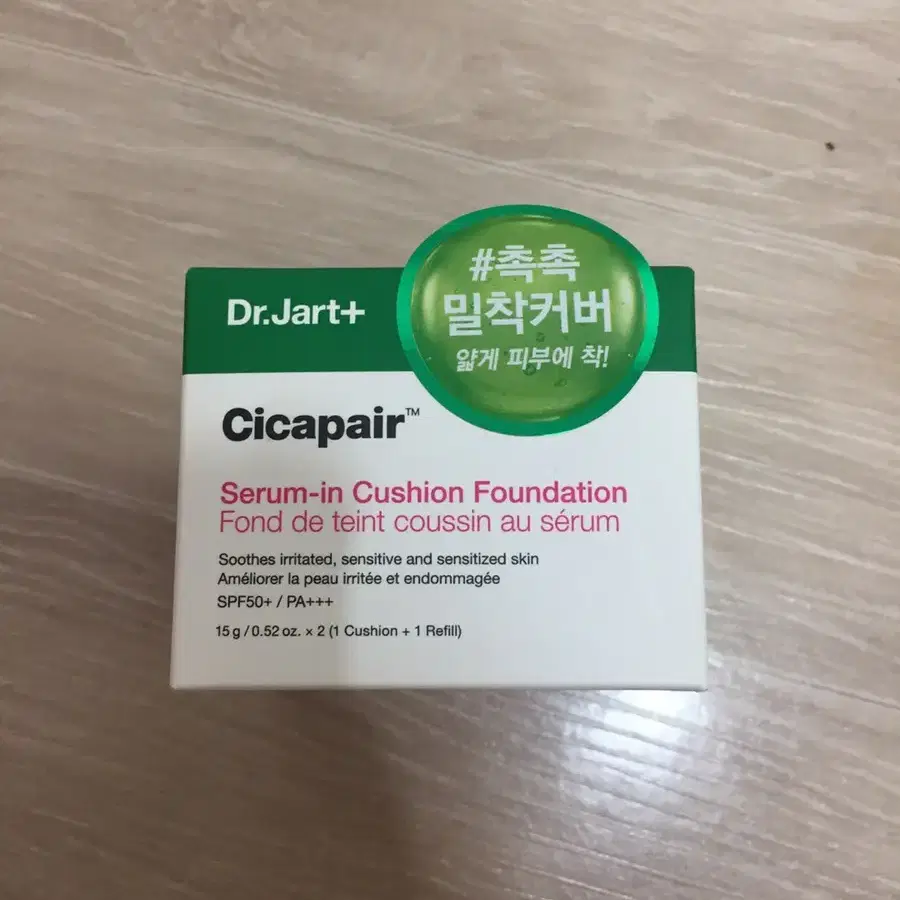 Dr.Jart+
#촉촉
밀착커버
얇게 피부에 착!
Cicapair™
Serum-in Cushion Foundation
Fond de teint coussin au sérum
Soothes irritated, sensitive and sensitized skin
Améliorer la peau irritée et endommagée
SPF50+ / PA+++
15 g / 0.52 oz. × 2 (1 Cushion + 1 Refill)